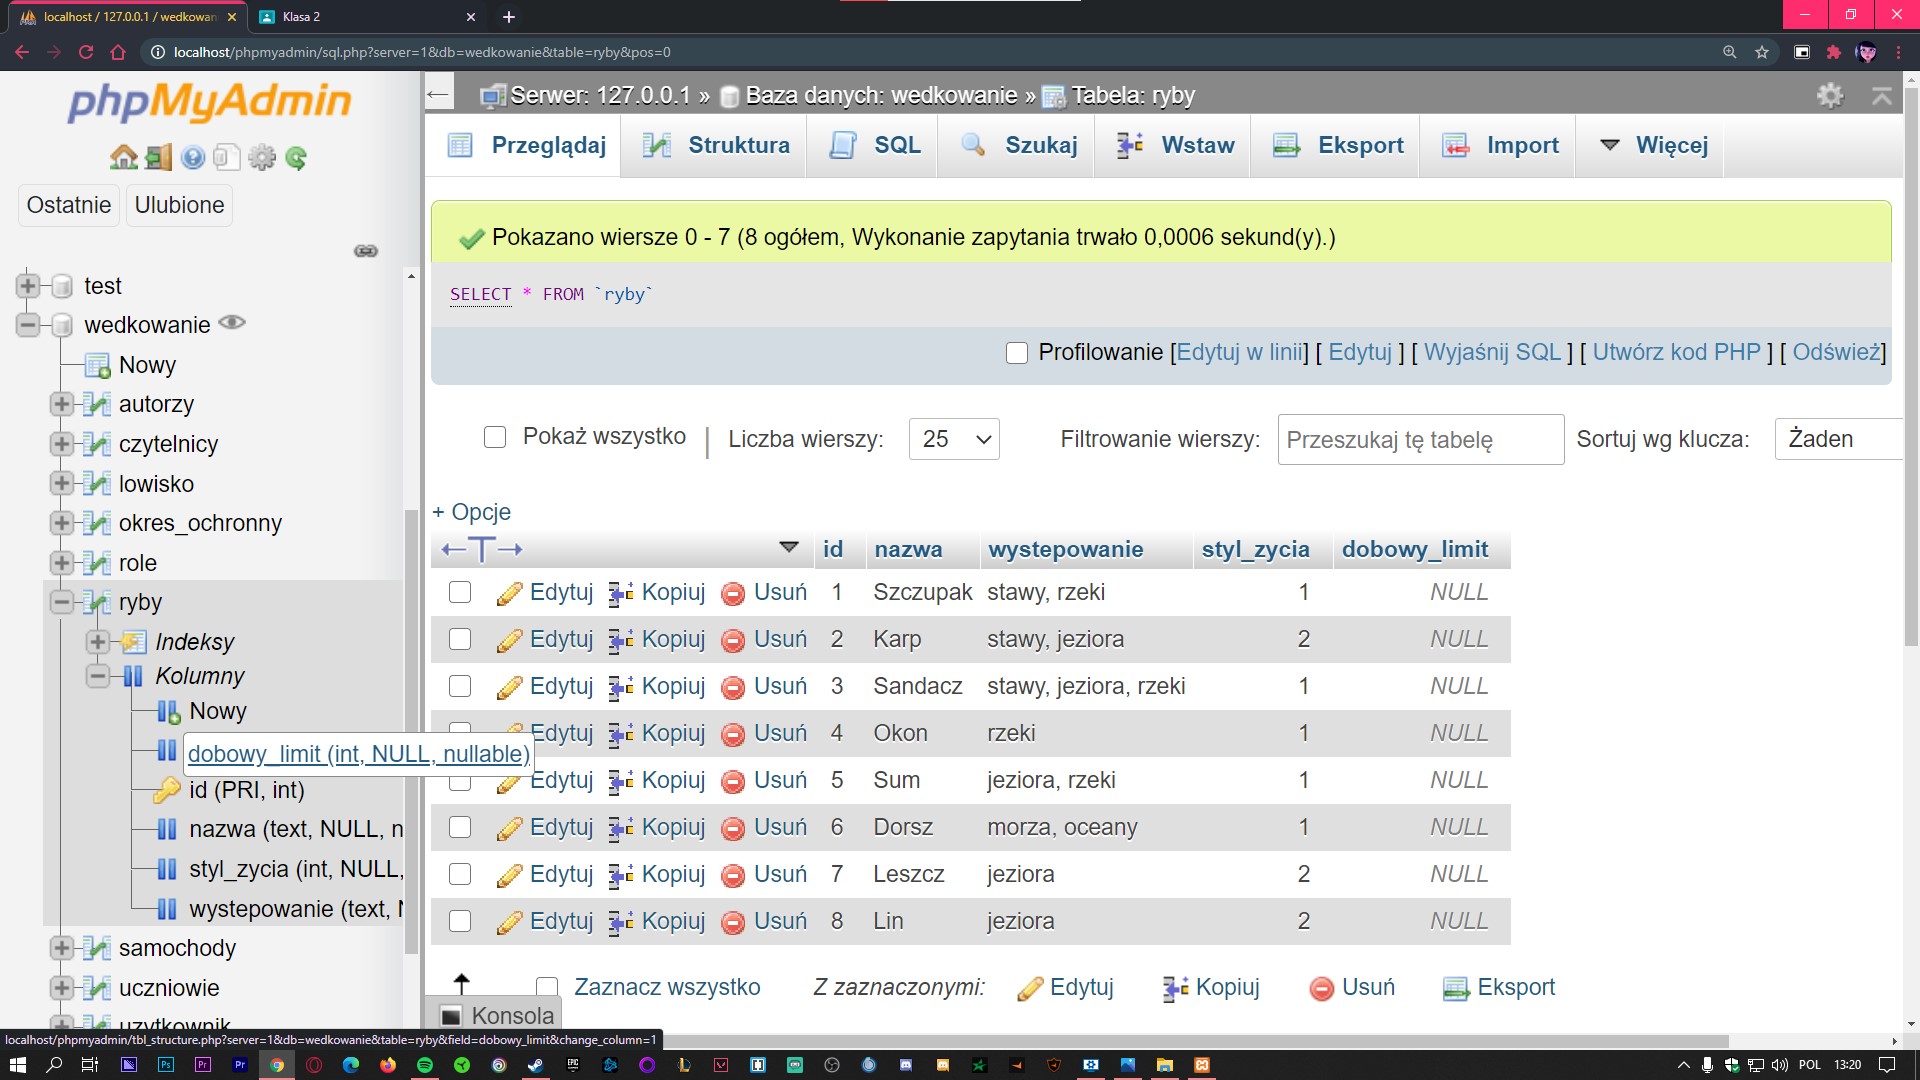 localhost / 127.0.0.1 / wedkowan
Klasa 2
localhost/phpmyadmin/sql.php?server=1&db=wedkowanie&table=ryby&pos=0
phpMyAdmin
Ostatnie
Ulubione
test
wedkowanie
Nowy
autorzy
czytelnicy
lowisko
okres_ochronny
role
ryby
Indeksy
Kolumny
Nowy
dobowy_limit (int, NULL, nullable)
id (PRI, int)
nazwa (text, NULL, n
styl_zycia (int, NULL,
wystepowanie (text, N
samochody
uczniowie
uzytkownik
Serwer: 127.0.0.1 » Baza danych: wedkowanie » Tabela: ryby
Przeglądaj Struktura SQL Szukaj Wstaw Eksport Import Więcej
Pokazano wiersze 0 - 7 (8 ogółem, Wykonanie zapytania trwało 0,0006 sekund(y).)
SELECT * FROM `ryby`
Profilowanie [Edytuj w linii] [ Edytuj ] [ Wyjaśnij SQL ] [ Utwórz kod PHP ] [ Odśwież]
Pokaż wszystko | Liczba wierszy: 25 Filtrowanie wierszy: Przeszukaj tę tabelę Sortuj wg klucza: Żaden
+ Opcje
←T→ id nazwa wystepowanie styl_zycia dobowy_limit
Edytuj Kopiuj Usuń 1 Szczupak stawy, rzeki 1 NULL
Edytuj Kopiuj Usuń 2 Karp stawy, jeziora 2 NULL
Edytuj Kopiuj Usuń 3 Sandacz stawy, jeziora, rzeki 1 NULL
Edytuj Kopiuj Usuń 4 Okon rzeki 1 NULL
Edytuj Kopiuj Usuń 5 Sum jeziora, rzeki 1 NULL
Edytuj Kopiuj Usuń 6 Dorsz morza, oceany 1 NULL
Edytuj Kopiuj Usuń 7 Leszcz jeziora 2 NULL
Edytuj Kopiuj Usuń 8 Lin jeziora 2 NULL
Zaznacz wszystko Z zaznaczonymi: Edytuj Kopiuj Usuń Eksport
Konsola
localhost/phpmyadmin/tbl_structure.php?server=1&db=wedkowanie&table=ryby&field=dobowy_limit&change_column=1
POL 13:20